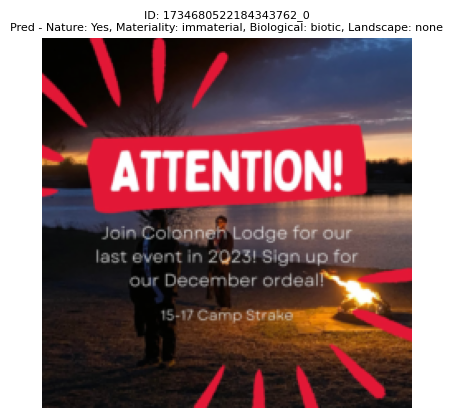 ID: 1734680522184343762_0
Pred - Nature: Yes, Materiality: immaterial, Biological: biotic, Landscape: none
ATTENTION!
Join Colonneh Lodge for our
last event in 2023! Sign up for
our December ordeal!
15-17 Camp Strake